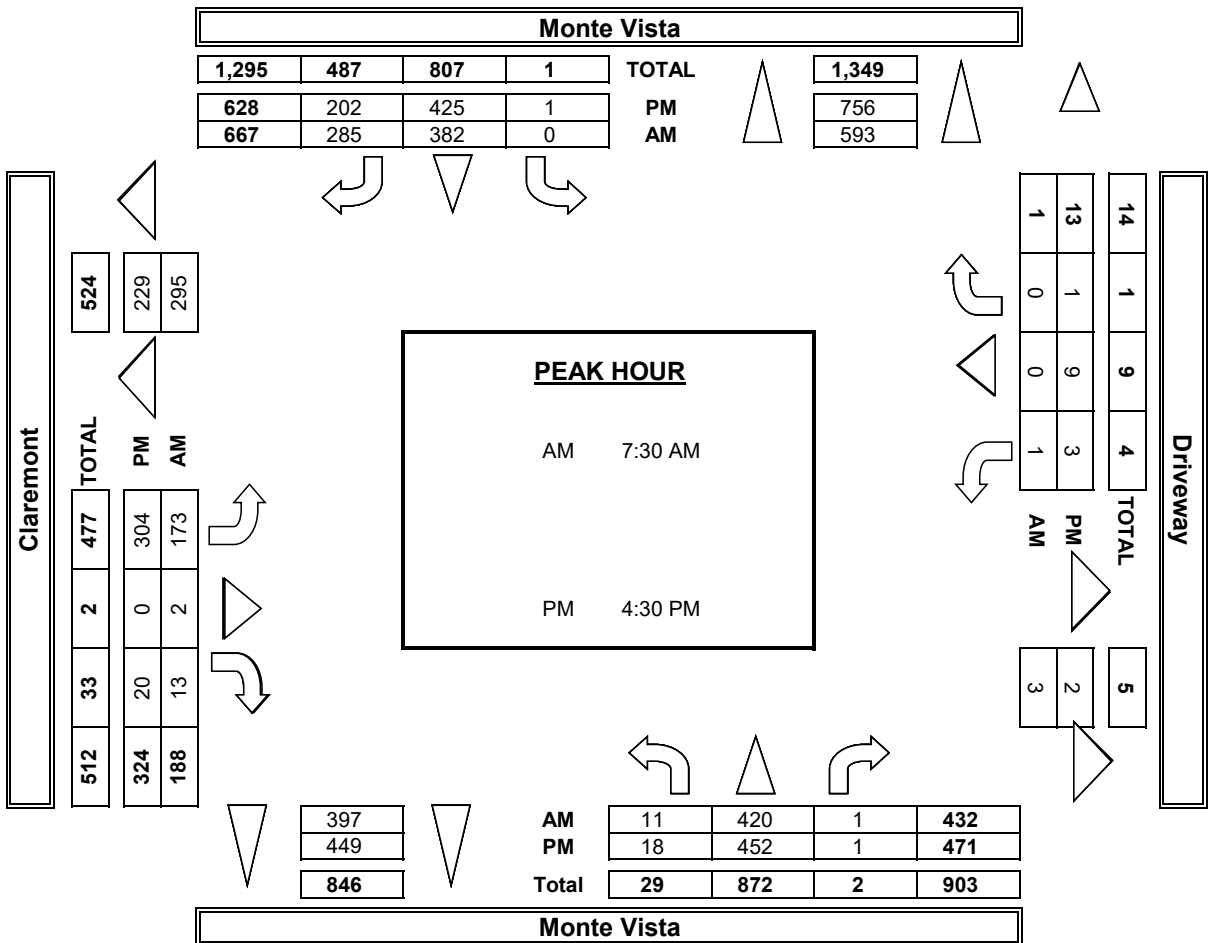 Monte Vista
1,295 487 807 1 TOTAL 1,349
628 202 425 1 PM 756
667 285 382 0 AM 593
Claremont
524 229 295
TOTAL PM AM
477 304 173
2 0 2
33 20 13
512 324 188
PEAK HOUR
AM 7:30 AM
PM 4:30 PM
1 13 14
0 1 1
0 9 9
1 3 4
AM PM TOTAL
3 2 5
Driveway
397 AM 11 420 1 432
449 PM 18 452 1 471
846 Total 29 872 2 903
Monte Vista